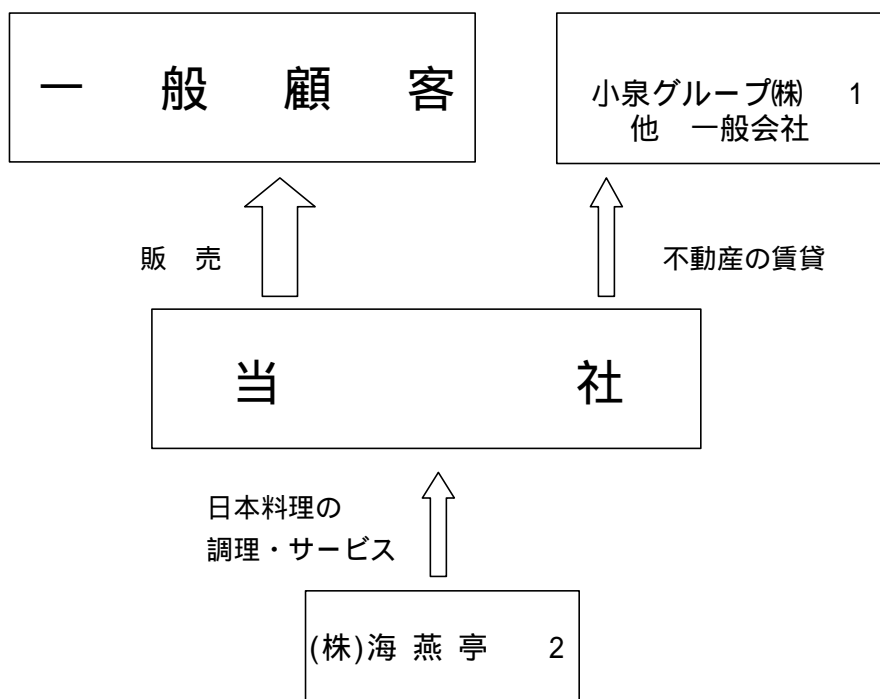 一般顧客
小泉グループ㈱ 1
他 一般会社
販 売
不動産の賃貸
当 社
日本料理の
調理・サービス
(株)海 燕 亭 2